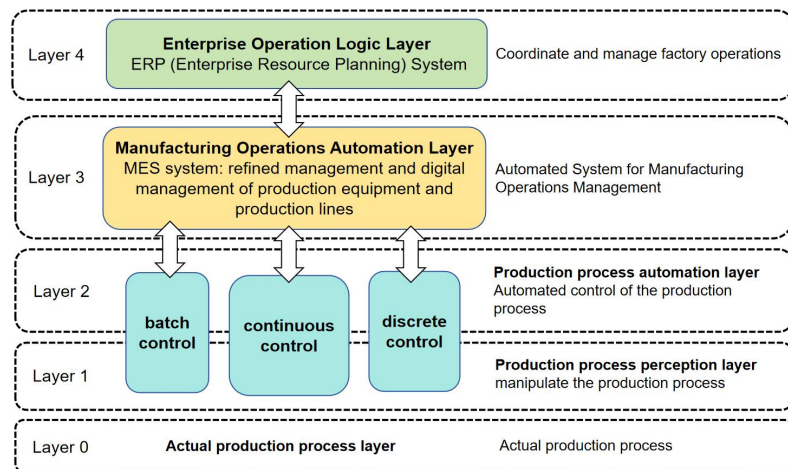 Layer 4
Enterprise Operation Logic Layer
ERP (Enterprise Resource Planning) System
Coordinate and manage factory operations
Layer 3
Manufacturing Operations Automation Layer
MES system: refined management and digital
management of production equipment and
production lines
Automated System for Manufacturing
Operations Management
Layer 2
Production process automation layer
Automated control of the production
process
batch
control
continuous
control
discrete
control
Layer 1
Production process perception layer
manipulate the production process
Layer 0
Actual production process layer
Actual production process